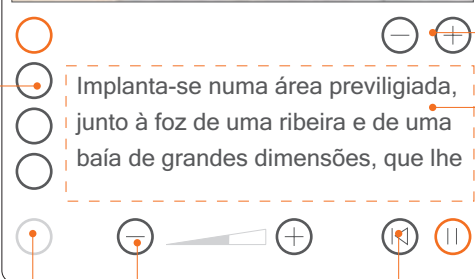 Implanta-se numa área previligiada,
junto à foz de uma ribeira e de uma
baía de grandes dimensões, que lhe